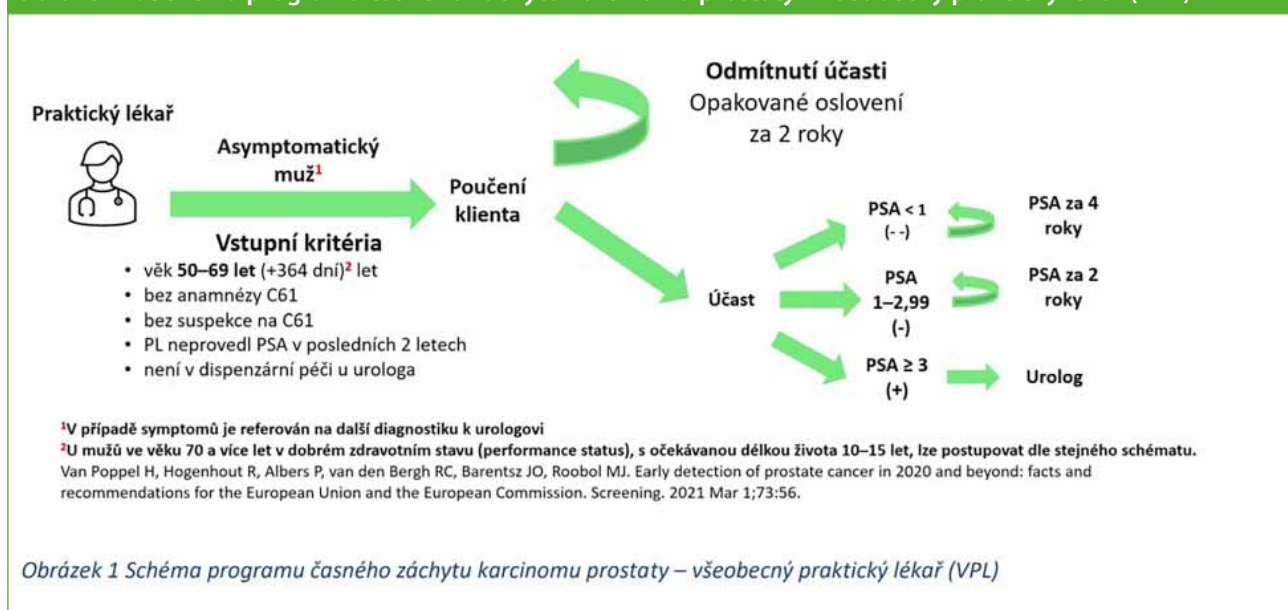 Praktický lékař
Asymptomatický
muž¹
Vstupní kritéria
• věk 50–69 let (+364 dní)² let
• bez anamnézy C61
• bez suspekce na C61
• PL neprovedl PSA v posledních 2 letech
• není v dispenzární péči u urologa
Poučení
klienta
Odmítnutí účasti
Opakované oslovení
za 2 roky
Účast
PSA < 1
(- -)
PSA za 4
roky
PSA
1–2,99
(-)
PSA za 2
roky
PSA ≥ 3
(+)
Urolog
¹V případě symptomů je referován na další diagnostiku k urologovi
²U mužů ve věku 70 a více let v dobrém zdravotním stavu (performance status), s očekávanou délkou života 10–15 let, lze postupovat dle stejného schématu.
Van Poppel H, Hogenhout R, Albers P, van den Bergh RC, Barentsz JO, Roobol MJ. Early detection of prostate cancer in 2020 and beyond: facts and
recommendations for the European Union and the European Commission. Screening. 2021 Mar 1;73:56.
Obrázek 1 Schéma programu časného záchytu karcinomu prostaty – všeobecný praktický lékař (VPL)